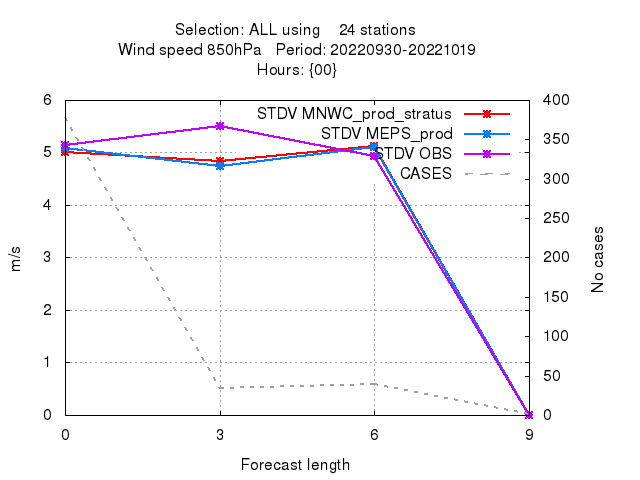 Selection: ALL using 24 stations
Wind speed 850hPa Period: 20220930-20221019
Hours: {00}
STDV MNWC_prod_stratus
STDV MEPS_prod
STDV OBS
CASES
6
5
4
3
2
1
0
400
350
300
250
200
150
100
50
0
m/s
No cases
0 3 6 9
Forecast length